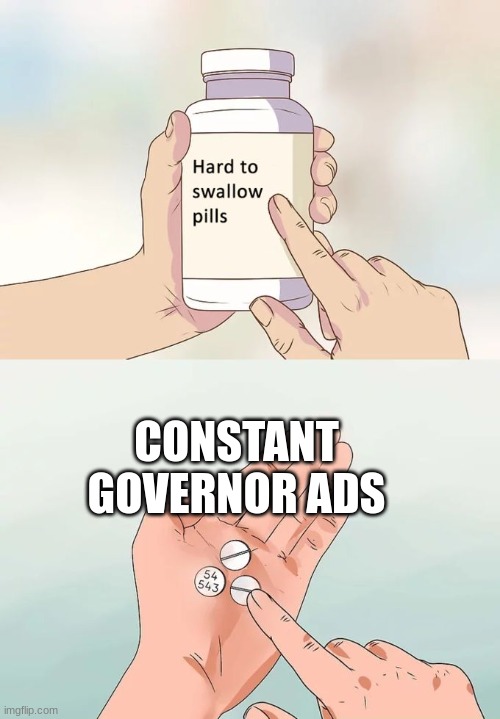 Hard to
swallow
pills
CONSTANT
GOVERNOR ADS
54
543
imgflip.com